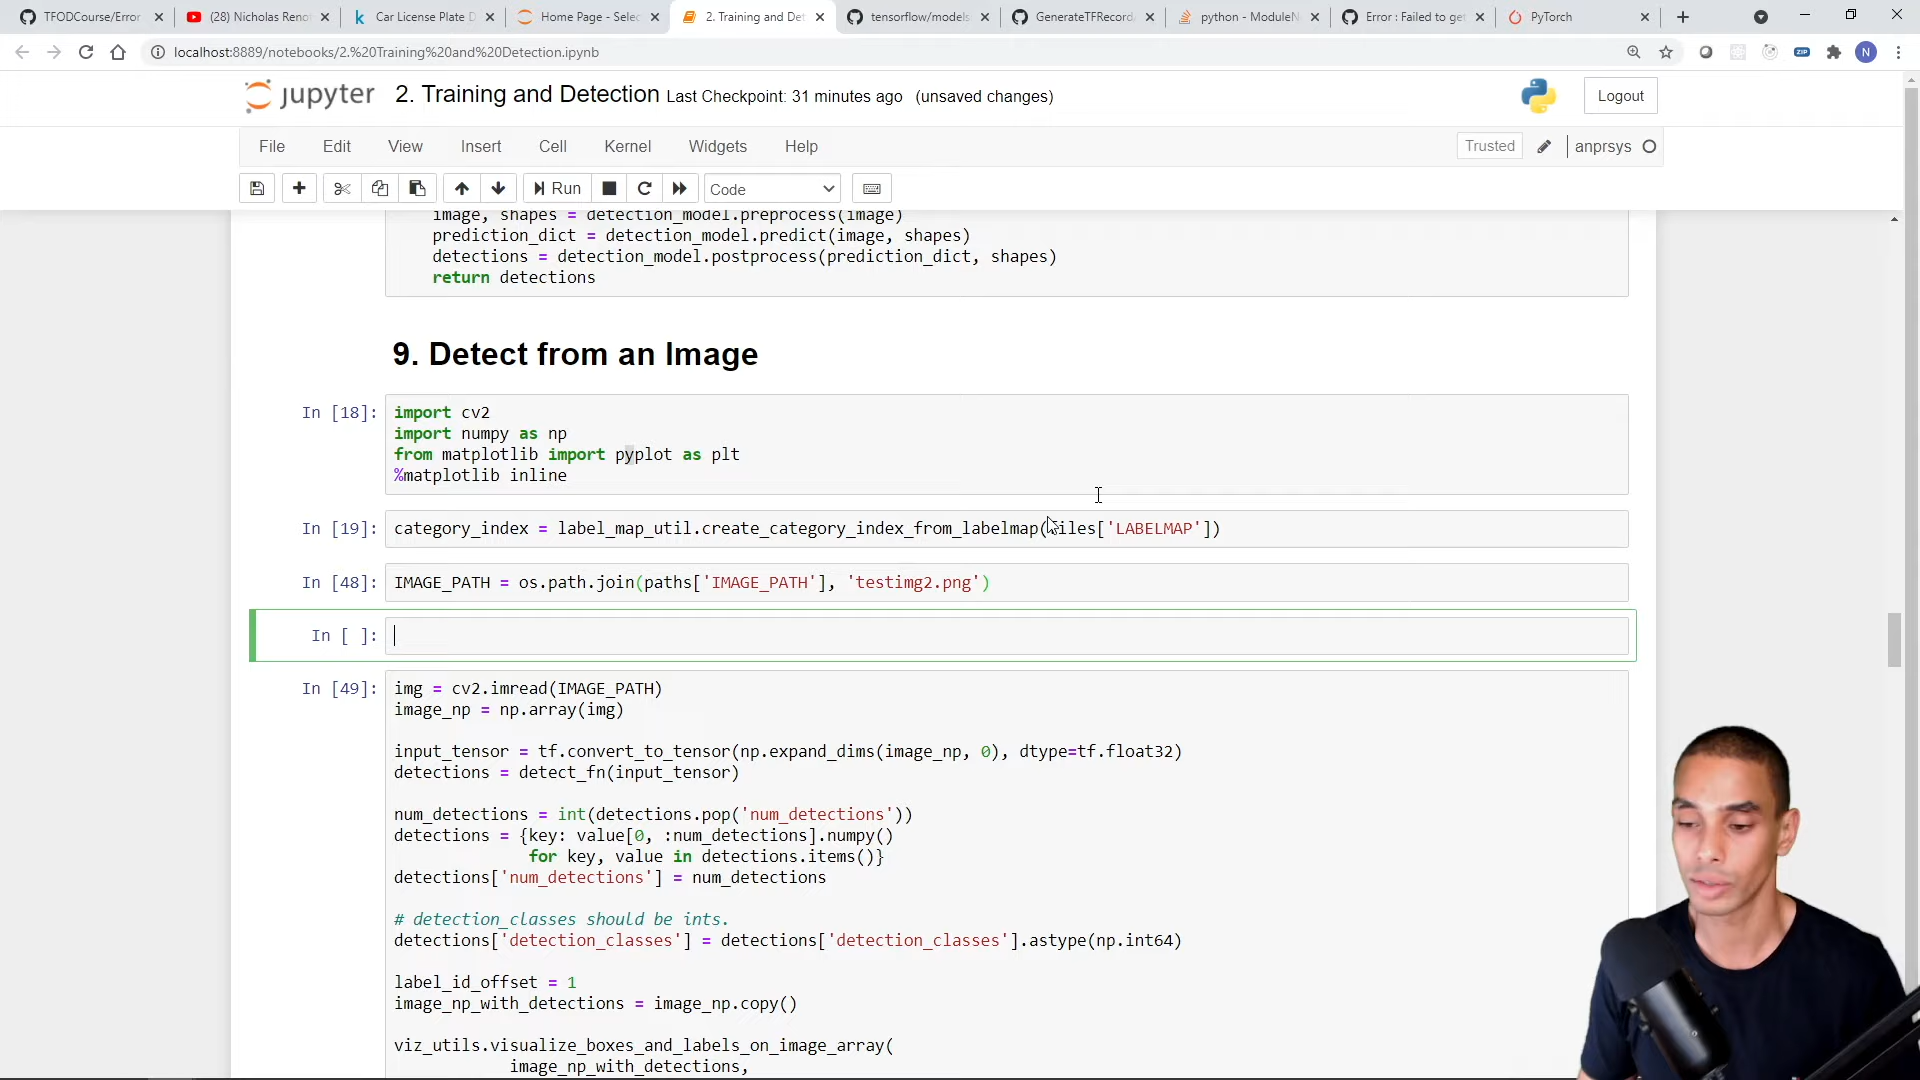 TFODCourse/Error
(28) Nicholas Reno
Car License Plate D
Home Page - Selec
2. Training and Det
tensorflow/models
GenerateTFRecord
python - ModuleN
Error : Failed to get
PyTorch
localhost:8889/notebooks/2.%20Training%20and%20Detection.ipynb
ZIP
N
jupyter 2. Training and Detection Last Checkpoint: 31 minutes ago (unsaved changes)
Logout
File Edit View Insert Cell Kernel Widgets Help
Trusted anprsys
Run Code
image, shapes = detection_model.preprocess(image)
prediction_dict = detection_model.predict(image, shapes)
detections = detection_model.postprocess(prediction_dict, shapes)
return detections
9. Detect from an Image
In [18]: import cv2
import numpy as np
from matplotlib import pyplot as plt
%matplotlib inline
In [19]: category_index = label_map_util.create_category_index_from_labelmap(files['LABELMAP'])
In [48]: IMAGE_PATH = os.path.join(paths['IMAGE_PATH'], 'testimg2.png')
In [ ]:
In [49]: img = cv2.imread(IMAGE_PATH)
image_np = np.array(img)
input_tensor = tf.convert_to_tensor(np.expand_dims(image_np, 0), dtype=tf.float32)
detections = detect_fn(input_tensor)
num_detections = int(detections.pop('num_detections'))
detections = {key: value[0, :num_detections].numpy()
for key, value in detections.items()}
detections['num_detections'] = num_detections
# detection_classes should be ints.
detections['detection_classes'] = detections['detection_classes'].astype(np.int64)
label_id_offset = 1
image_np_with_detections = image_np.copy()
viz_utils.visualize_boxes_and_labels_on_image_array(
image_np_with_detections,